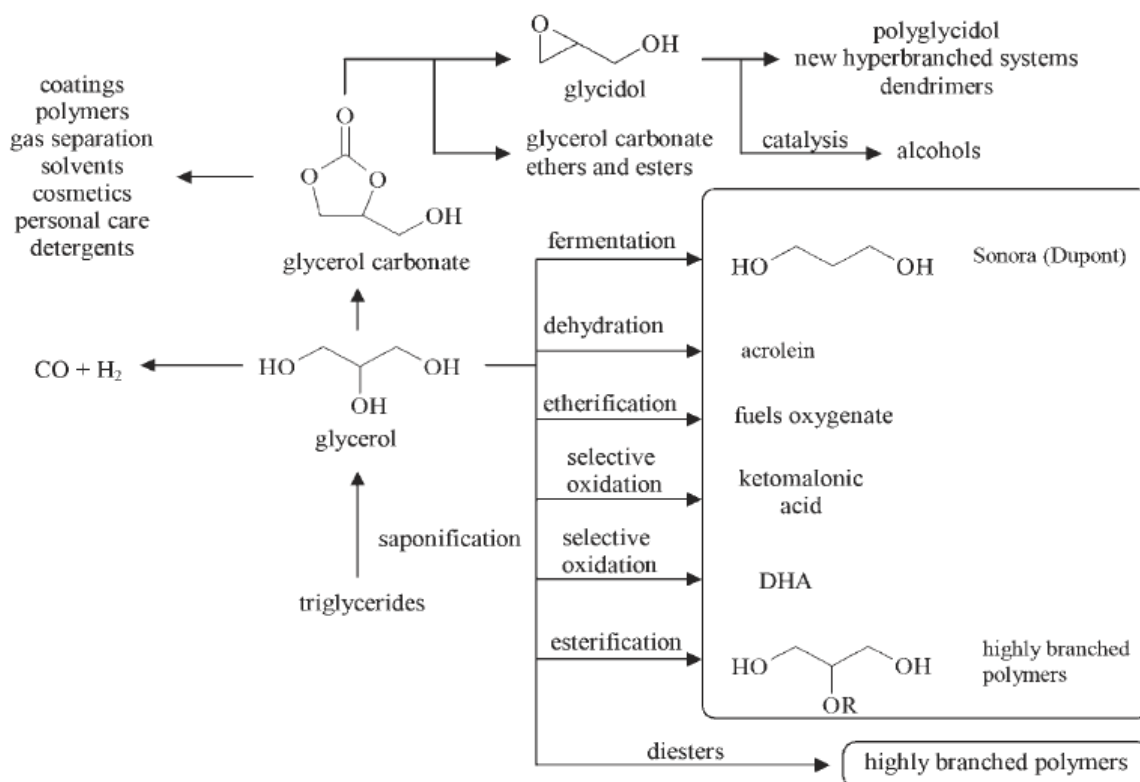 O
OH
glycidol
polyglycidol
new hyperbranched systems
dendrimers
coatings
polymers
gas separation
solvents
cosmetics
personal care
detergents
O
O
O
OH
glycerol carbonate
glycerol carbonate
ethers and esters
catalysis
alcohols
fermentation
HO
OH
Sonora (Dupont)
dehydration
acrolein
CO + H₂
HO
OH
OH
glycerol
etherification
fuels oxygenate
selective
oxidation
ketomalonic
acid
saponification
selective
oxidation
DHA
triglycerides
esterification
HO
OH
OR
highly branched
polymers
diesters
highly branched polymers